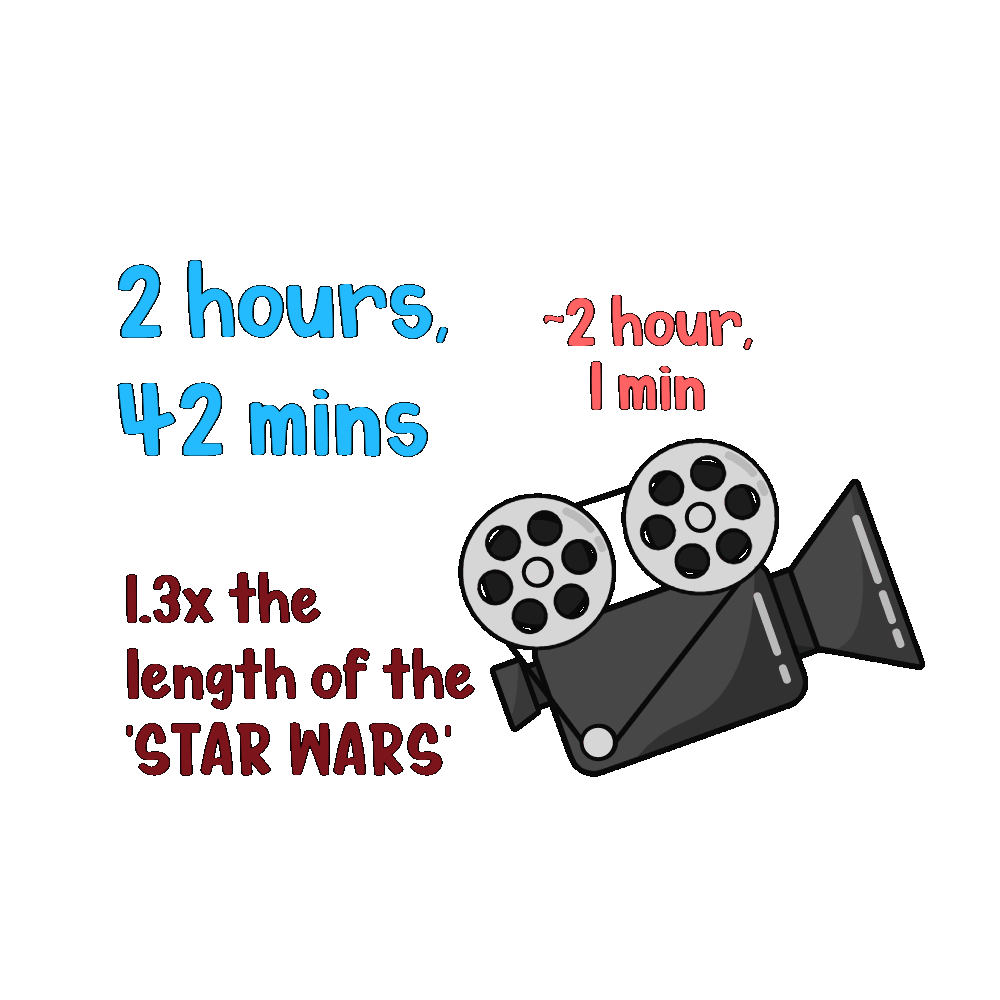 2 hours,
42 mins
~2 hour,
1 min
1.3x the
length of the
'STAR WARS'